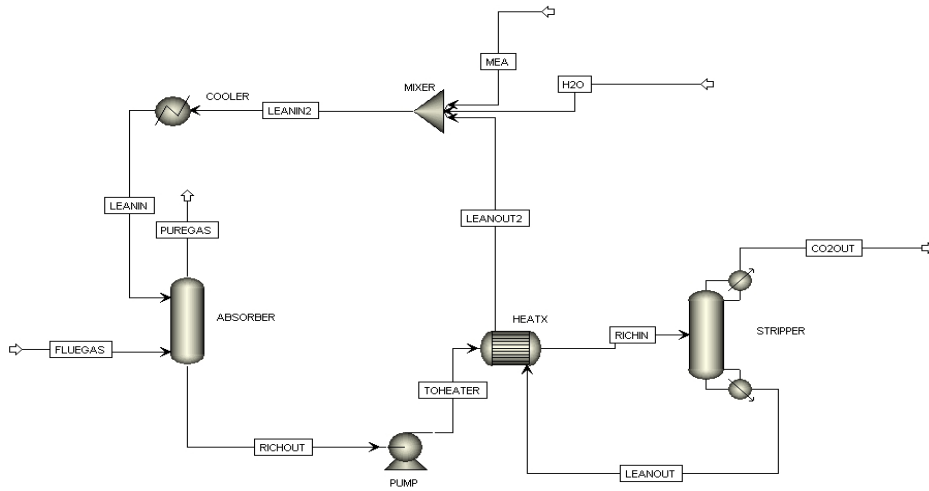 MEA
H2O
MIXER
COOLER
LEANIN2
LEANIN
LEANOUT2
PUREGAS
CO2OUT
ABSORBER
HEATX
RICHIN
STRIPPER
FLUEGAS
TOHEATER
RICHOUT
LEANOUT
PUMP